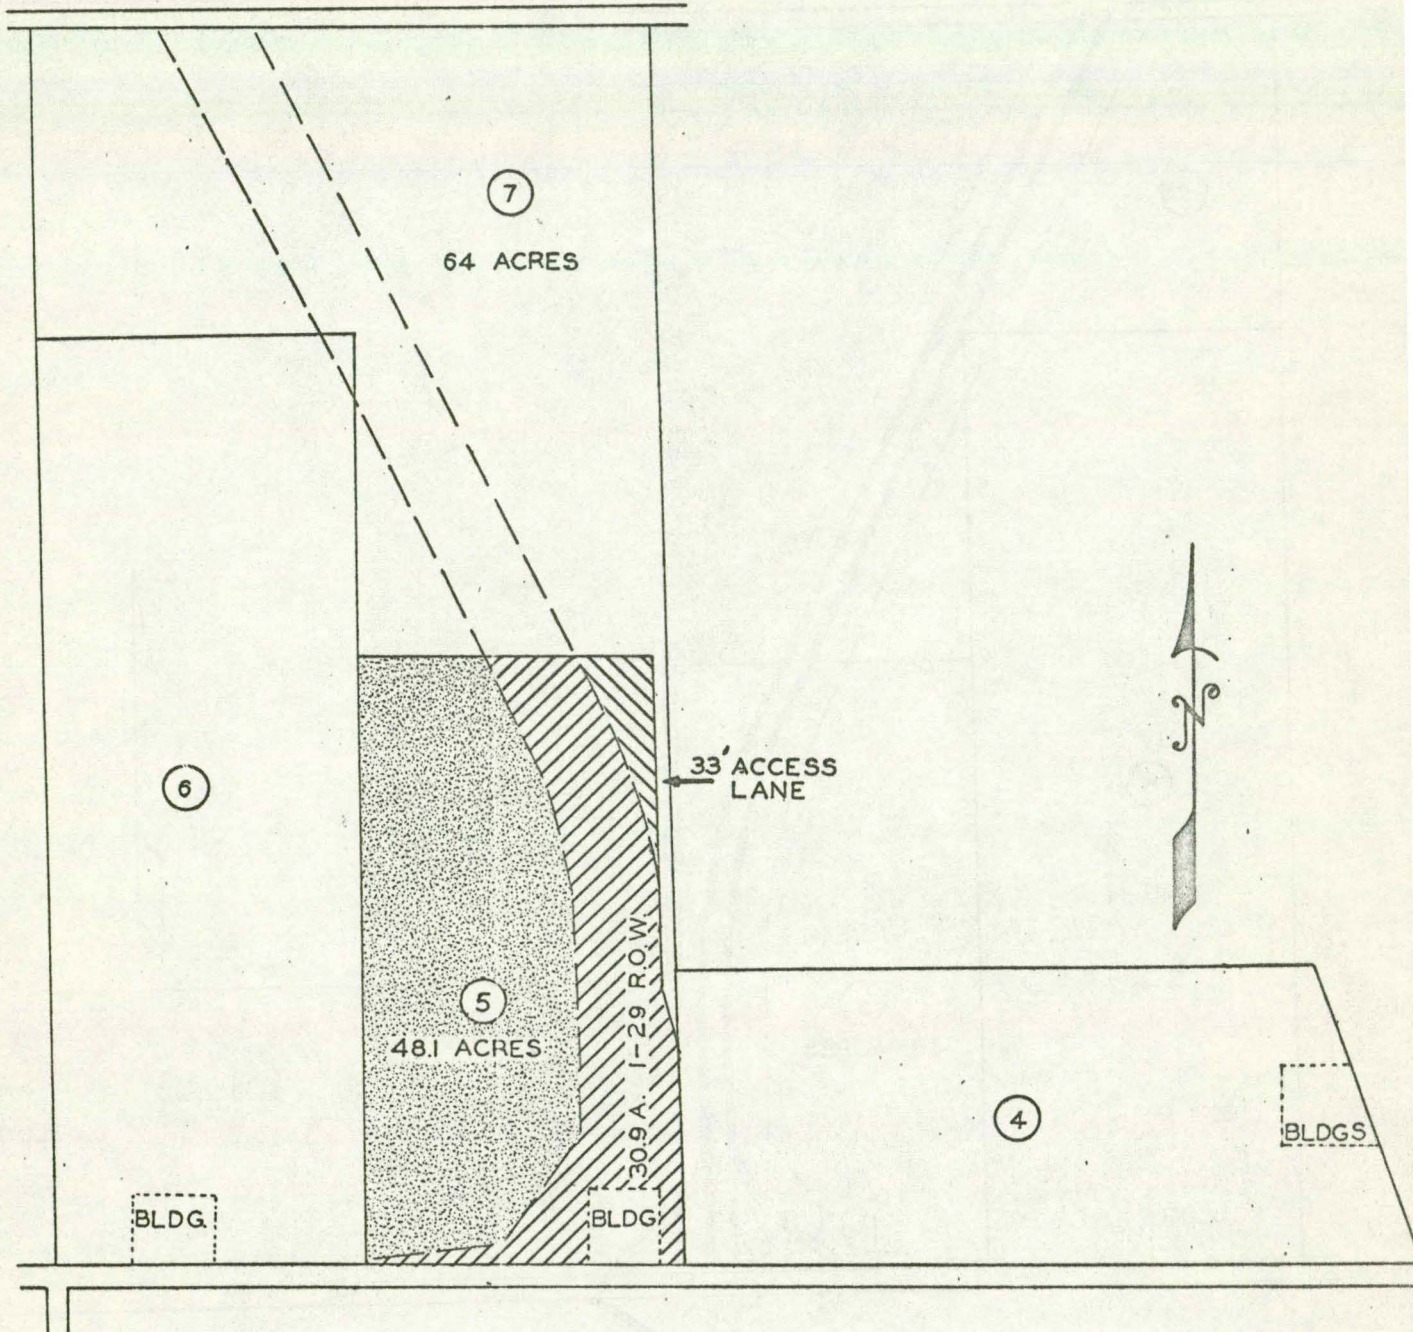 7
64 ACRES
6
33' ACCESS
LANE
N
30.9 A. I-29 R.O.W.
5
48.1 ACRES
4
BLDGS
BLDG.
BLDG